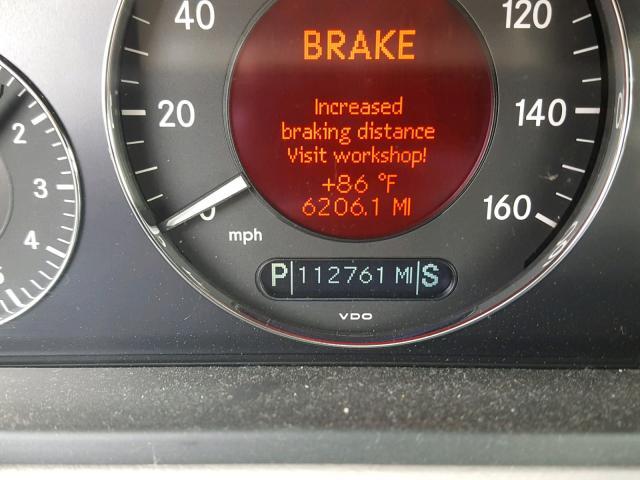 40
BRAKE
120
20
Increased
braking distance
Visit workshop!
140
2
+86 °F
3
0
6206.1 MI
160
4
mph
P 112761 MI S
VDO